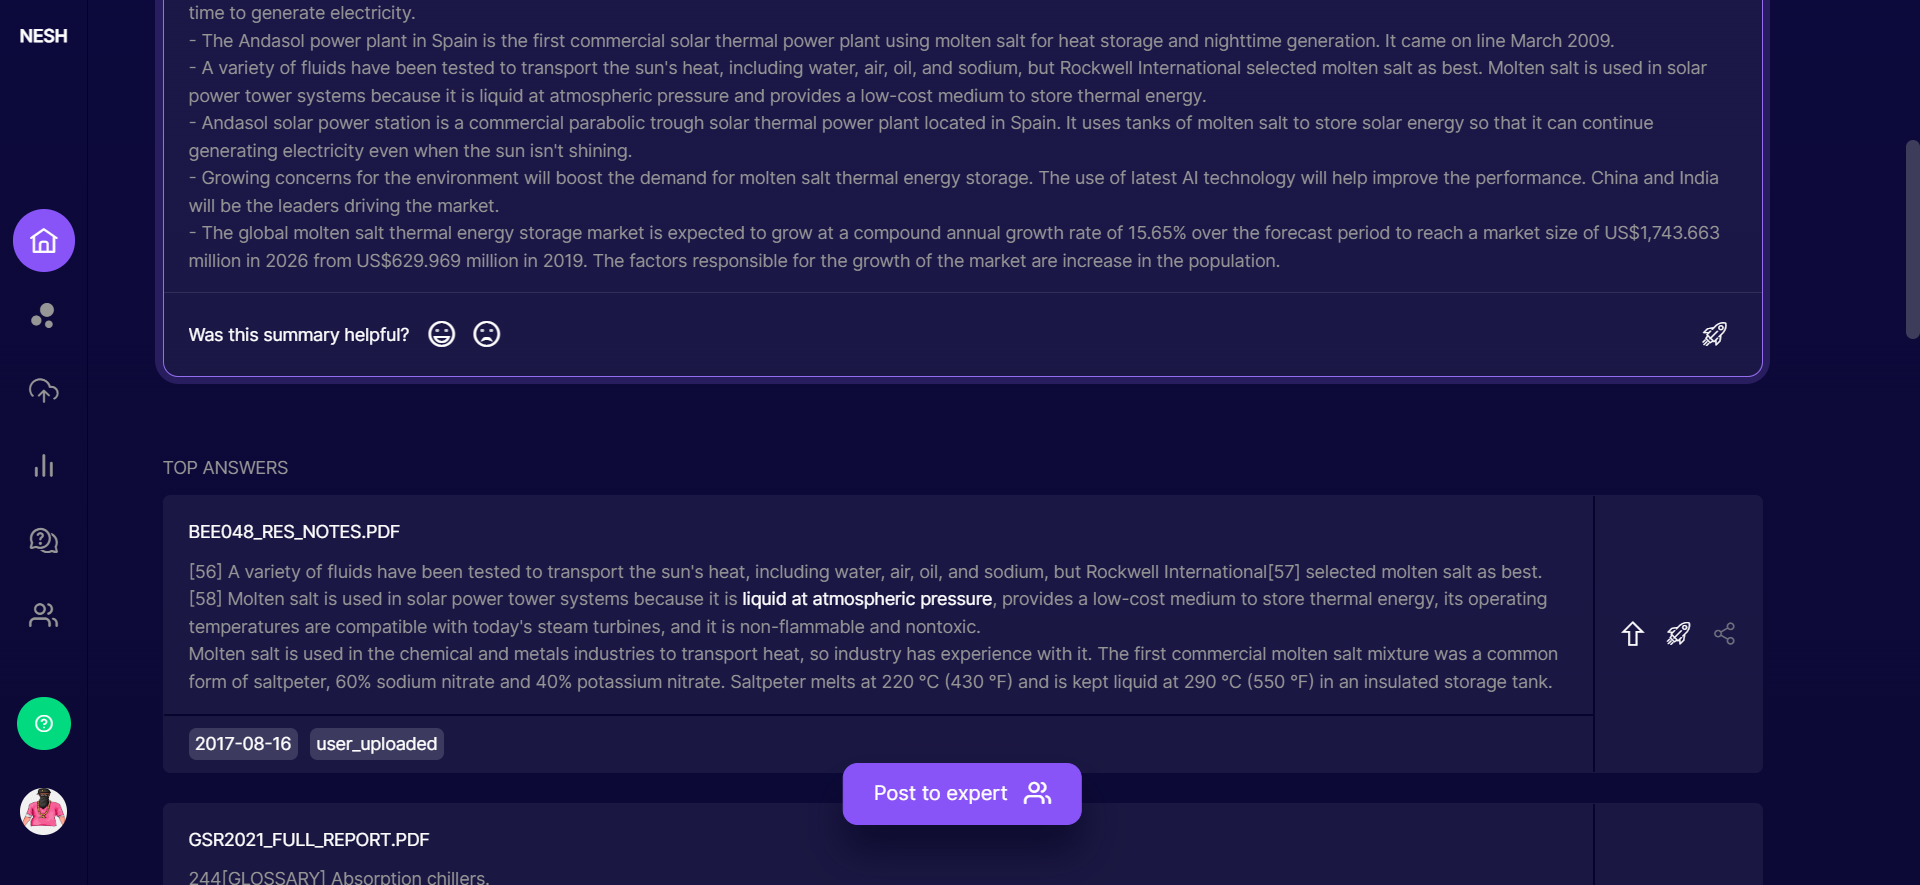 NESH
time to generate electricity.
- The Andasol power plant in Spain is the first commercial solar thermal power plant using molten salt for heat storage and nighttime generation. It came on line March 2009.
- A variety of fluids have been tested to transport the sun's heat, including water, air, oil, and sodium, but Rockwell International selected molten salt as best. Molten salt is used in solar
power tower systems because it is liquid at atmospheric pressure and provides a low-cost medium to store thermal energy.
- Andasol solar power station is a commercial parabolic trough solar thermal power plant located in Spain. It uses tanks of molten salt to store solar energy so that it can continue
generating electricity even when the sun isn't shining.
- Growing concerns for the environment will boost the demand for molten salt thermal energy storage. The use of latest AI technology will help improve the performance. China and India
will be the leaders driving the market.
- The global molten salt thermal energy storage market is expected to grow at a compound annual growth rate of 15.65% over the forecast period to reach a market size of US$1,743.663
million in 2026 from US$629.969 million in 2019. The factors responsible for the growth of the market are increase in the population.
Was this summary helpful?
TOP ANSWERS
BEE048_RES_NOTES.PDF
[56] A variety of fluids have been tested to transport the sun's heat, including water, air, oil, and sodium, but Rockwell International[57] selected molten salt as best.
[58] Molten salt is used in solar power tower systems because it is liquid at atmospheric pressure, provides a low-cost medium to store thermal energy, its operating
temperatures are compatible with today's steam turbines, and it is non-flammable and nontoxic.
Molten salt is used in the chemical and metals industries to transport heat, so industry has experience with it. The first commercial molten salt mixture was a common
form of saltpeter, 60% sodium nitrate and 40% potassium nitrate. Saltpeter melts at 220 °C (430 °F) and is kept liquid at 290 °C (550 °F) in an insulated storage tank.
2017-08-16 user_uploaded
Post to expert
GSR2021_FULL_REPORT.PDF
244[GLOSSARY] Absorption chillers.